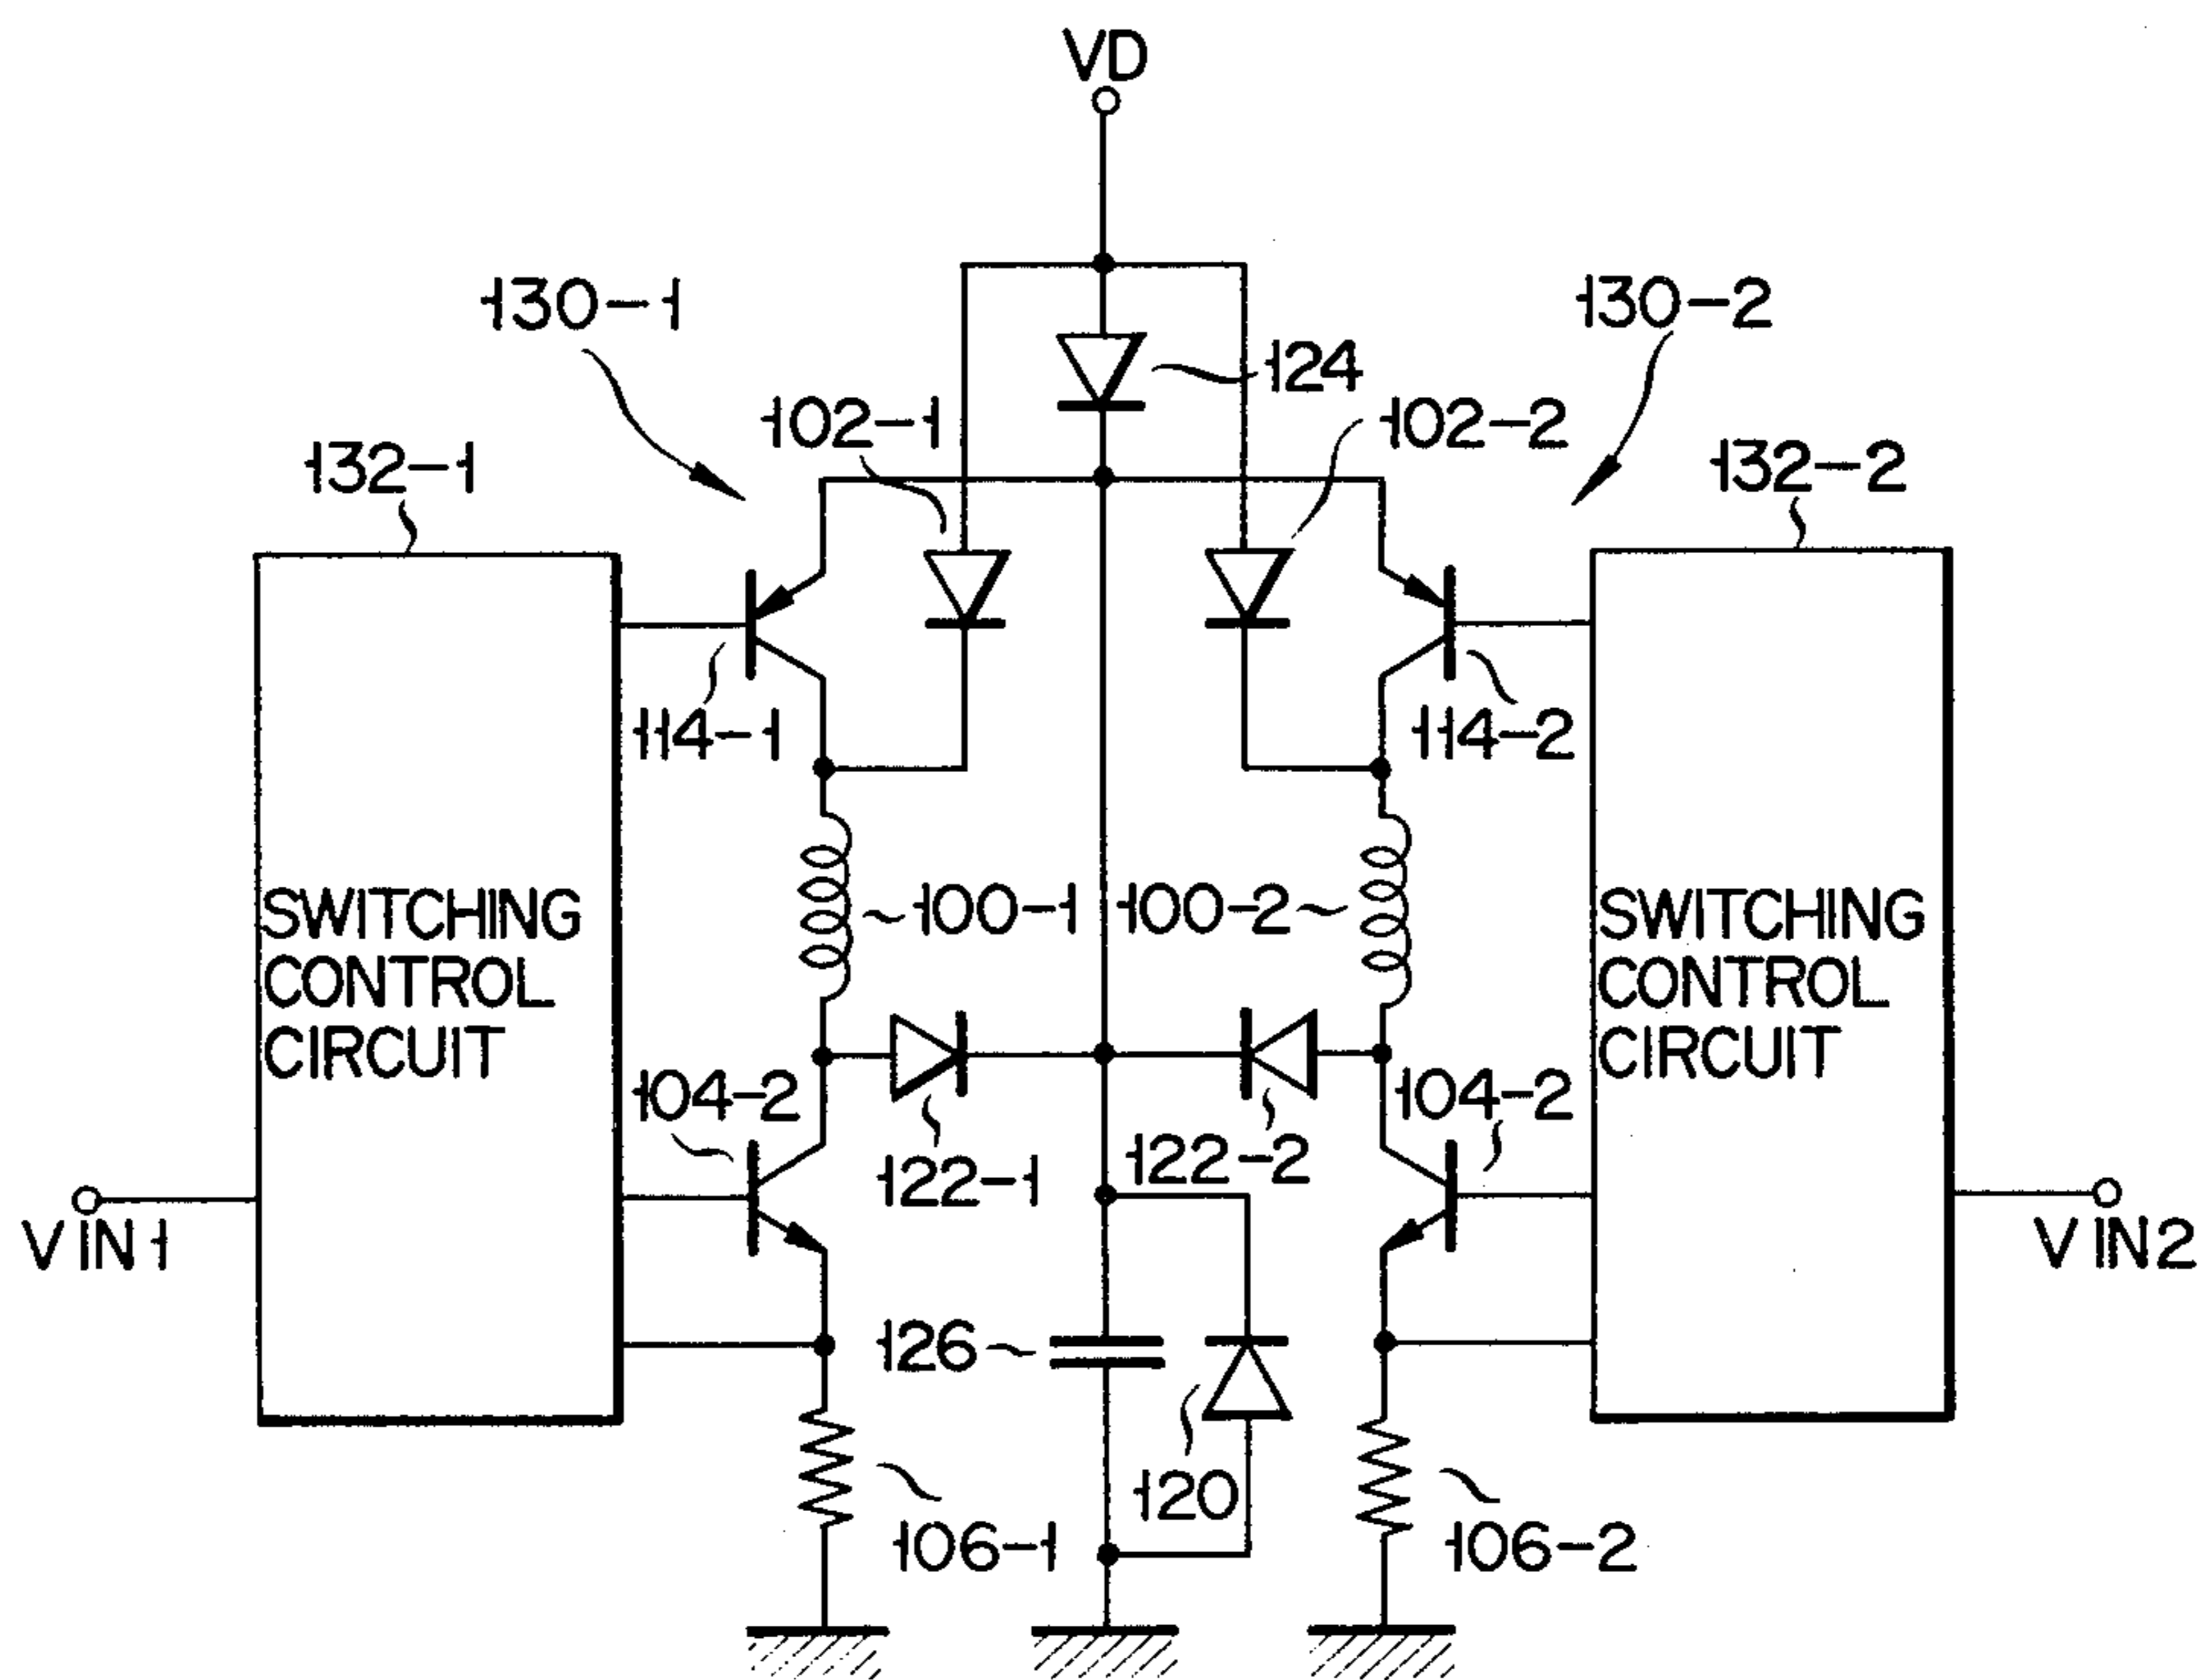 VD
130-1
130-2
124
102-1
102-2
132-1
132-2
114-1
114-2
100-1
100-2
SWITCHING
CONTROL
CIRCUIT
SWITCHING
CONTROL
CIRCUIT
104-2
104-2
122-1
122-2
VIN1
VIN2
126
120
106-1
106-2